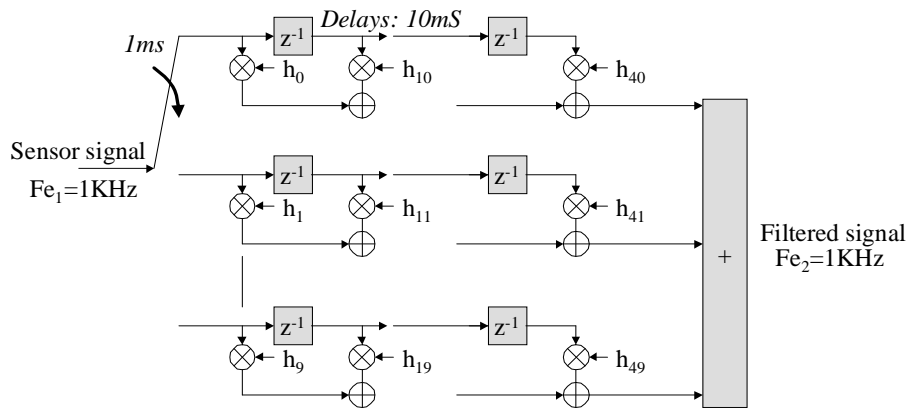 Delays: 10mS
1ms
z-1 z-1
h0 h10 h40
Sensor signal
Fe1=1KHz
z-1 z-1
h1 h11 h41
Filtered signal
Fe2=1KHz
+
z-1 z-1
h9 h19 h49